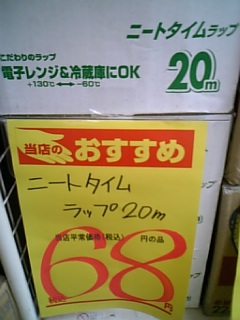 ニートタイムラップ
こだわりのラップ
電子レンジ&冷蔵庫にOK
+130℃↔-60℃
20m
当店のおすすめ
ニートタイム
ラップ20m
当店平常価格(税込) 円の品
68円